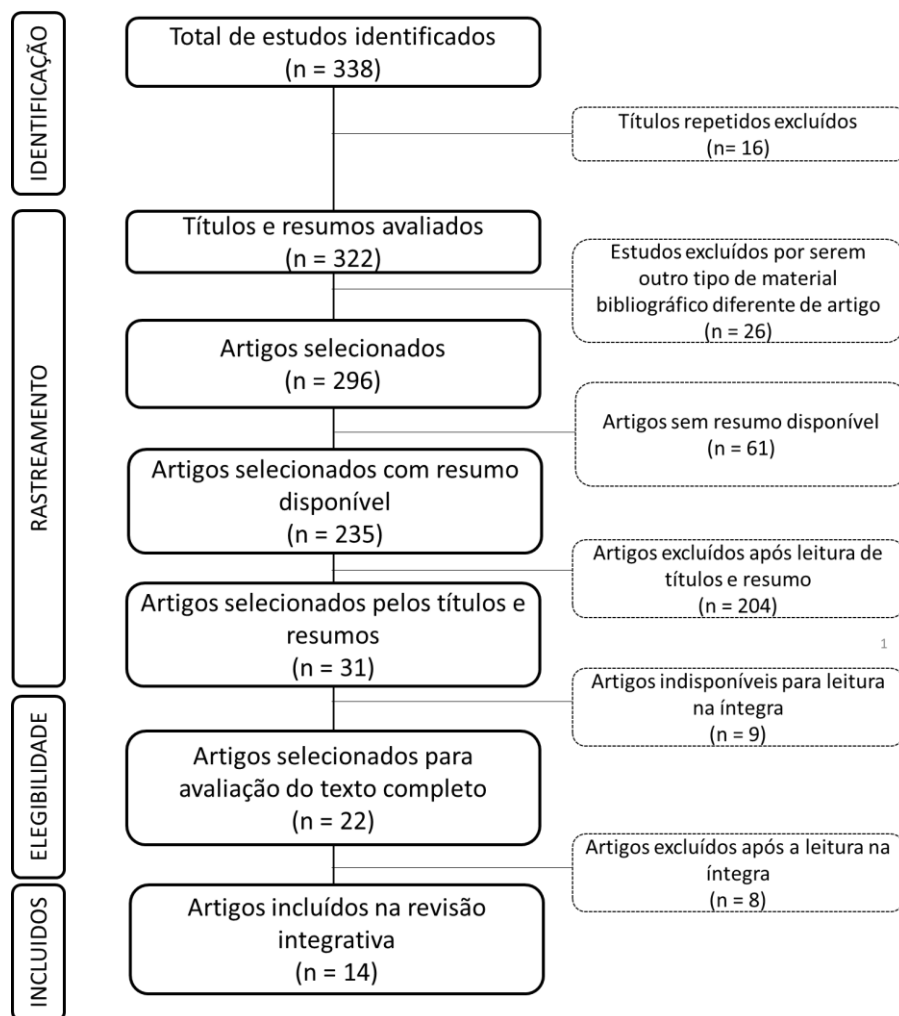 IDENTIFICAÇÃO
Total de estudos identificados
(n = 338)
Títulos repetidos excluídos
(n= 16)
RASTREAMENTO
Títulos e resumos avaliados
(n = 322)
Estudos excluídos por serem
outro tipo de material
bibliográfico diferente de artigo
(n = 26)
Artigos selecionados
(n = 296)
Artigos sem resumo disponível
(n = 61)
Artigos selecionados com resumo
disponível
(n = 235)
Artigos excluídos após leitura de
títulos e resumo
(n = 204)
Artigos selecionados pelos títulos e
resumos
(n = 31)
1
Artigos indisponíveis para leitura
na íntegra
(n = 9)
ELEGIBILIDADE
Artigos selecionados para
avaliação do texto completo
(n = 22)
Artigos excluídos após a leitura na
íntegra
(n = 8)
INCLUIDOS
Artigos incluídos na revisão
integrativa
(n = 14)